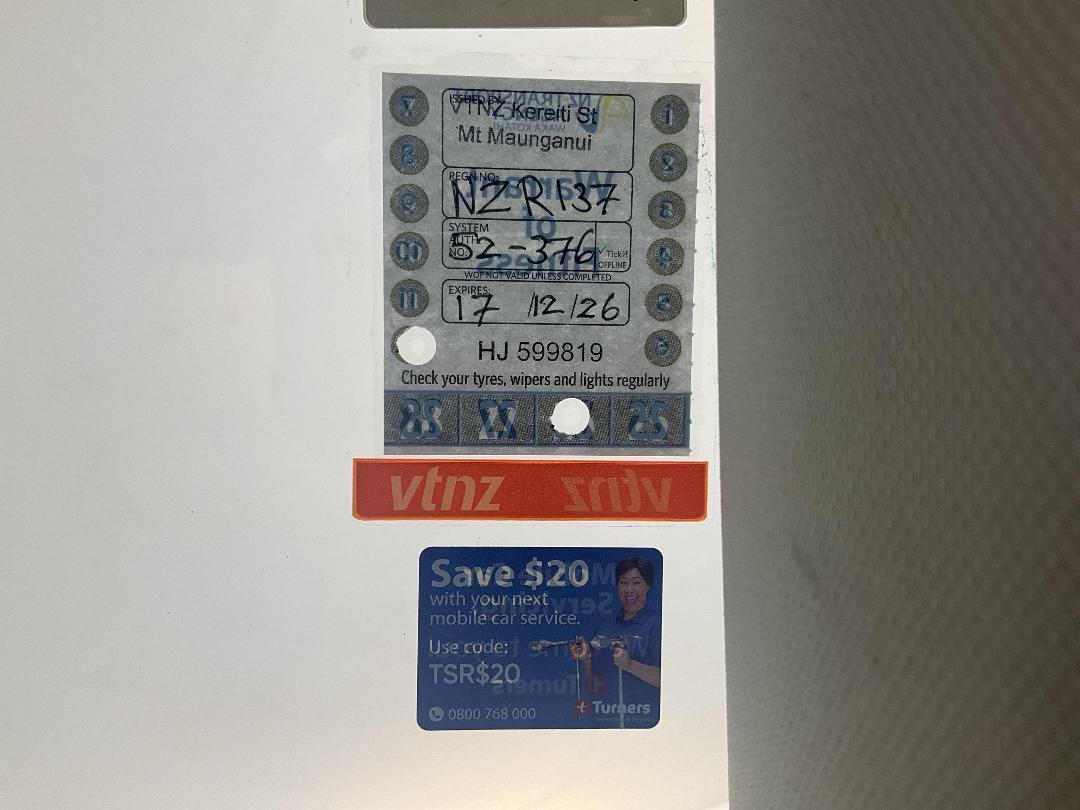 ISSUED BY:
VTNZ Kereiti St
Mt Maunganui
REGN NO:
NZR137
SYSTEM
AUTH
NO:
52-376
Tick if
OFFLINE
WOF NOT VALID UNLESS COMPLETED
EXPIRES:
17 /12/26
HJ 599819
Check your tyres, wipers and lights regularly
vtnz
Save $20
with your next
mobile car service.
Use code:
TSR$20
Turners
0800 768 000